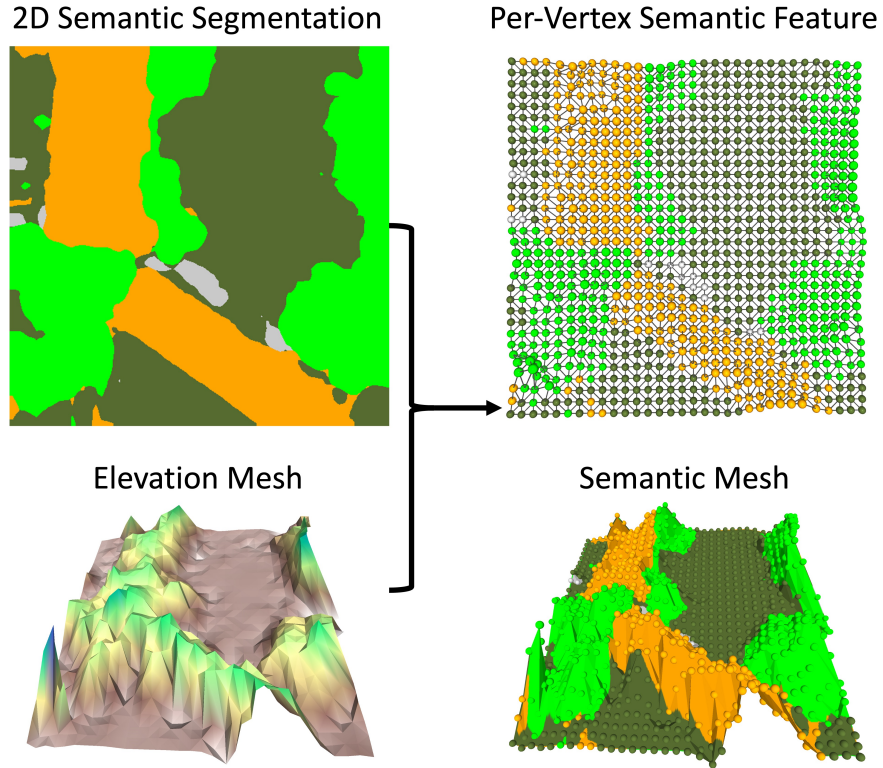 2D Semantic Segmentation
Per-Vertex Semantic Feature
Elevation Mesh
Semantic Mesh